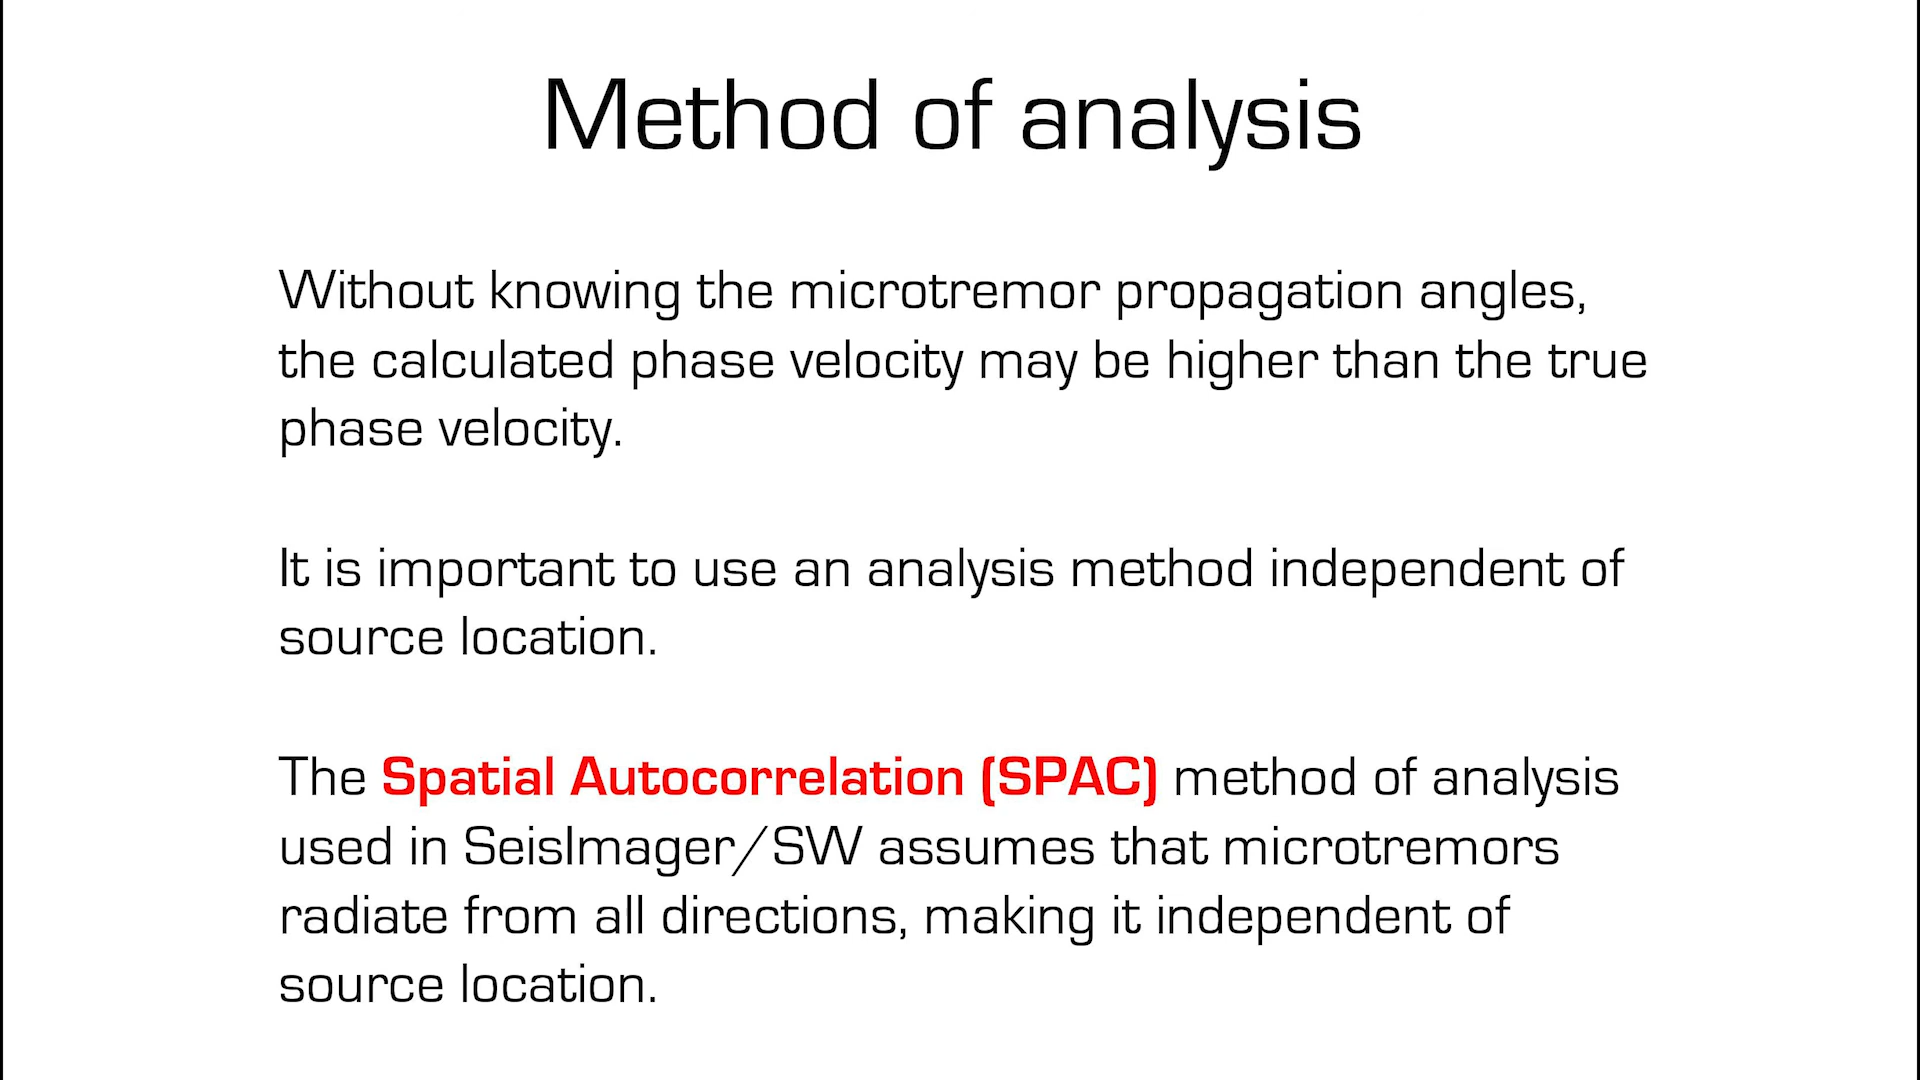 Method of analysis
Without knowing the microtremor propagation angles,
the calculated phase velocity may be higher than the true
phase velocity.
It is important to use an analysis method independent of
source location.
The Spatial Autocorrelation (SPAC) method of analysis
used in SeisImager/SW assumes that microtremors
radiate from all directions, making it independent of
source location.